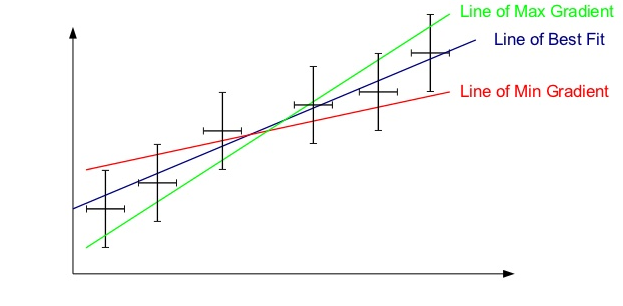 Line of Max Gradient
Line of Best Fit
Line of Min Gradient